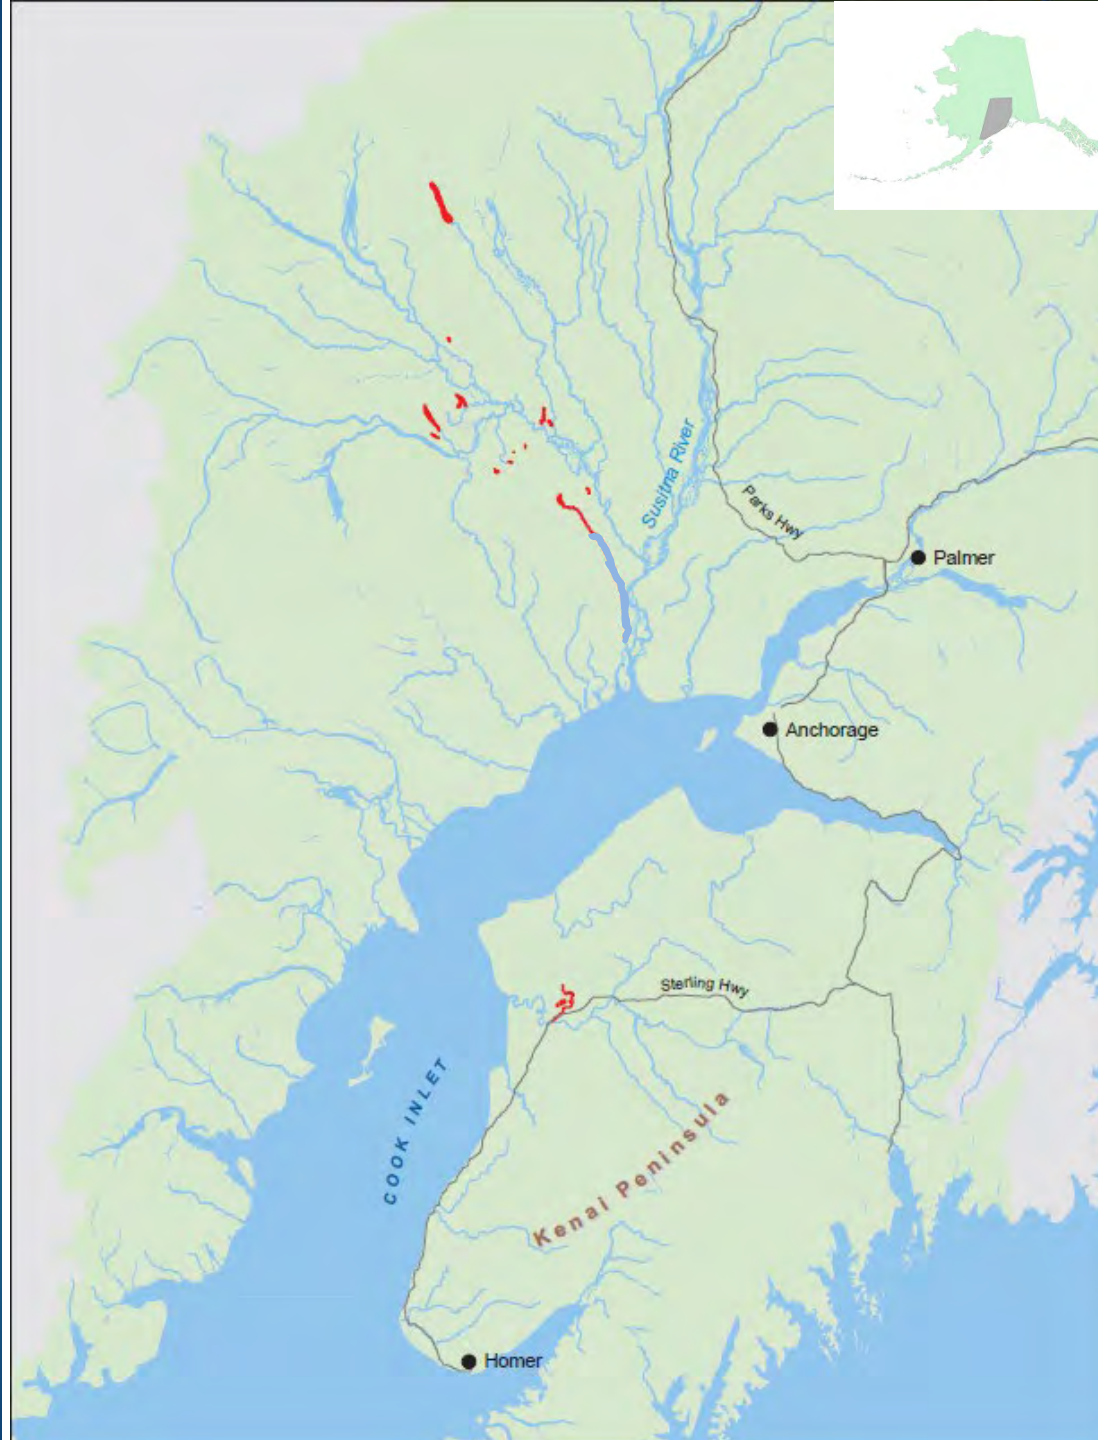 Susitna River
Parks Hwy
Palmer
Anchorage
Sterling Hwy
COOK INLET
Kenai Peninsula
Homer